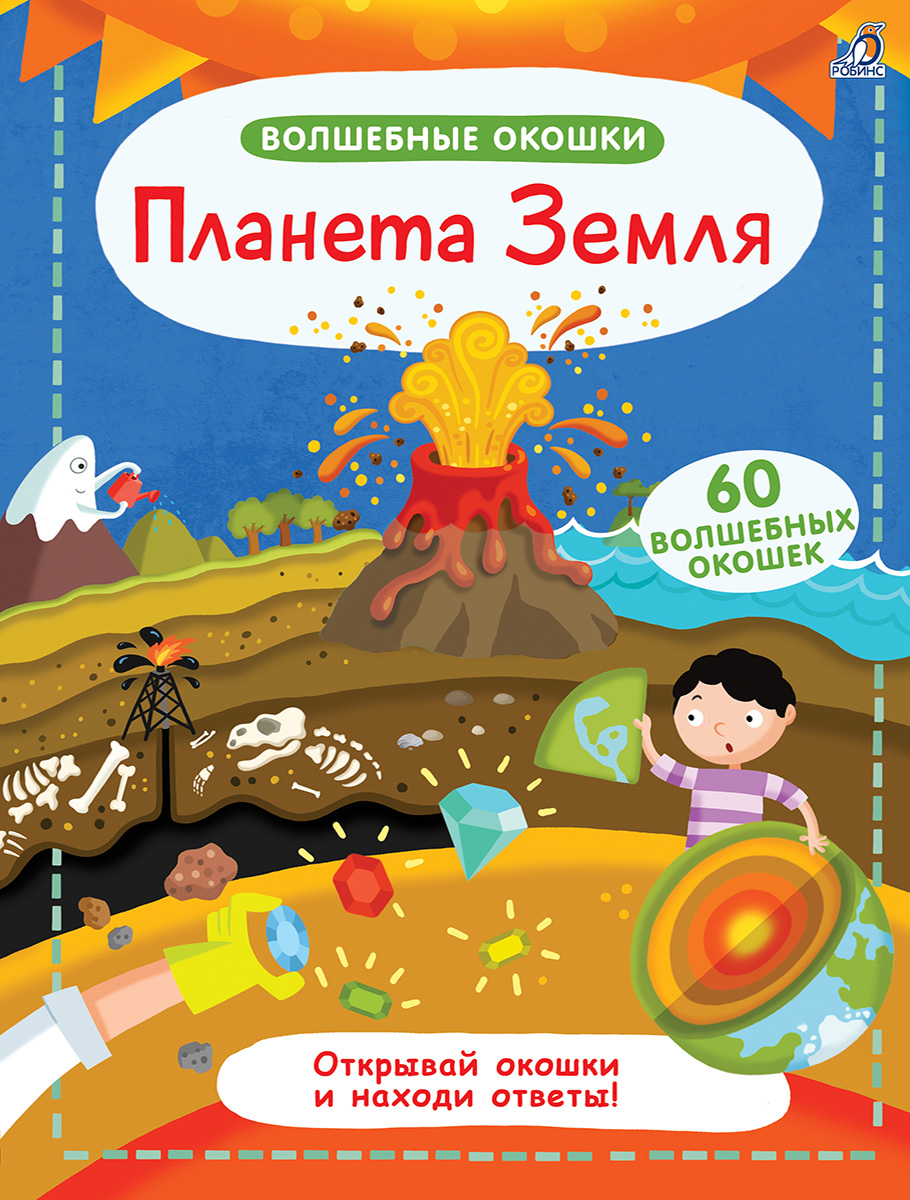 РОБИНС
ВОЛШЕБНЫЕ ОКОШКИ
Планета Земля
60
ВОЛШЕБНЫХ
ОКОШЕК
Открывай окошки
и находи ответы!